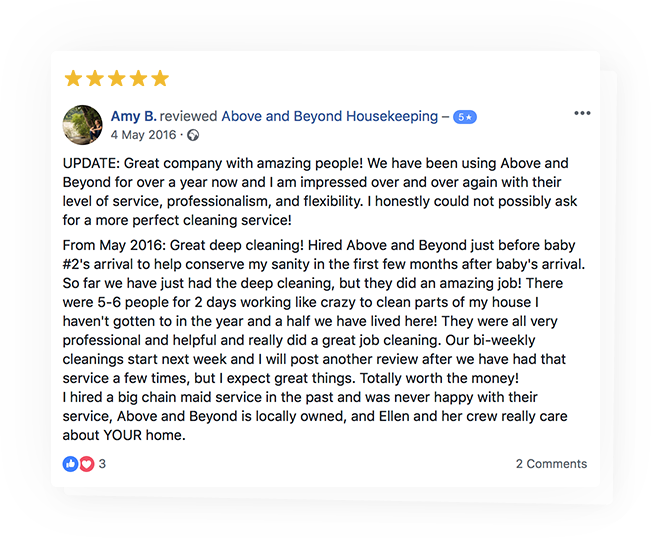 Amy B. reviewed Above and Beyond Housekeeping – 5★
4 May 2016 ·
UPDATE: Great company with amazing people! We have been using Above and
Beyond for over a year now and I am impressed over and over again with their
level of service, professionalism, and flexibility. I honestly could not possibly ask
for a more perfect cleaning service!
From May 2016: Great deep cleaning! Hired Above and Beyond just before baby
#2's arrival to help conserve my sanity in the first few months after baby's arrival.
So far we have just had the deep cleaning, but they did an amazing job! There
were 5-6 people for 2 days working like crazy to clean parts of my house I
haven't gotten to in the year and a half we have lived here! They were all very
professional and helpful and really did a great job cleaning. Our bi-weekly
cleanings start next week and I will post another review after we have had that
service a few times, but I expect great things. Totally worth the money!
I hired a big chain maid service in the past and was never happy with their
service, Above and Beyond is locally owned, and Ellen and her crew really care
about YOUR home.
3
2 Comments